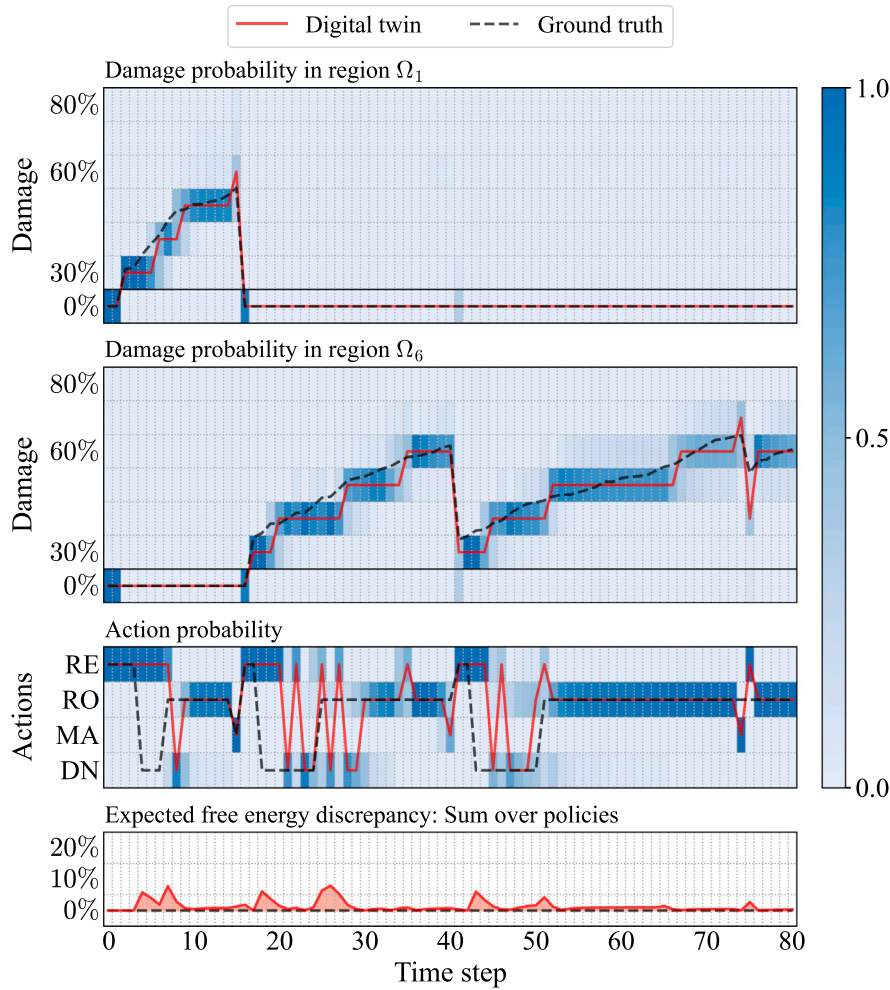 Digital twin
Ground truth
Damage probability in region Ω₁
80%
60%
30%
0%
Damage
1.0
0.5
0.0
Damage probability in region Ω₆
80%
60%
30%
0%
Damage
Action probability
RE
RO
MA
DN
Actions
Expected free energy discrepancy: Sum over policies
20%
10%
0%
0 10 20 30 40 50 60 70 80
Time step